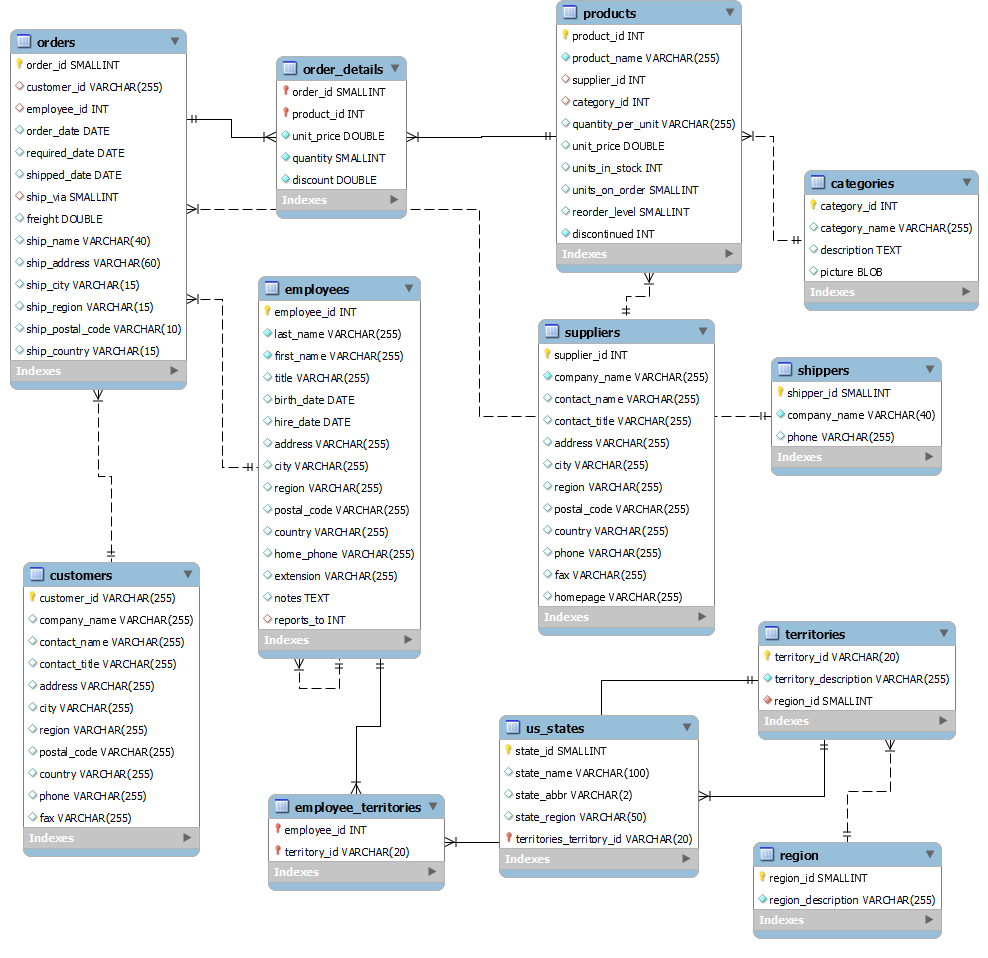 orders
order_id SMALLINT
customer_id VARCHAR(255)
employee_id INT
order_date DATE
required_date DATE
shipped_date DATE
ship_via SMALLINT
freight DOUBLE
ship_name VARCHAR(40)
ship_address VARCHAR(60)
ship_city VARCHAR(15)
ship_region VARCHAR(15)
ship_postal_code VARCHAR(10)
ship_country VARCHAR(15)
Indexes
order_details
order_id SMALLINT
product_id INT
unit_price DOUBLE
quantity SMALLINT
discount DOUBLE
Indexes
products
product_id INT
product_name VARCHAR(255)
supplier_id INT
category_id INT
quantity_per_unit VARCHAR(255)
unit_price DOUBLE
units_in_stock INT
units_on_order SMALLINT
reorder_level SMALLINT
discontinued INT
Indexes
categories
category_id INT
category_name VARCHAR(255)
description TEXT
picture BLOB
Indexes
employees
employee_id INT
last_name VARCHAR(255)
first_name VARCHAR(255)
title VARCHAR(255)
birth_date DATE
hire_date DATE
address VARCHAR(255)
city VARCHAR(255)
region VARCHAR(255)
postal_code VARCHAR(255)
country VARCHAR(255)
home_phone VARCHAR(255)
extension VARCHAR(255)
notes TEXT
reports_to INT
Indexes
suppliers
supplier_id INT
company_name VARCHAR(255)
contact_name VARCHAR(255)
contact_title VARCHAR(255)
address VARCHAR(255)
city VARCHAR(255)
region VARCHAR(255)
postal_code VARCHAR(255)
country VARCHAR(255)
phone VARCHAR(255)
fax VARCHAR(255)
homepage VARCHAR(255)
Indexes
shippers
shipper_id SMALLINT
company_name VARCHAR(40)
phone VARCHAR(255)
Indexes
customers
customer_id VARCHAR(255)
company_name VARCHAR(255)
contact_name VARCHAR(255)
contact_title VARCHAR(255)
address VARCHAR(255)
city VARCHAR(255)
region VARCHAR(255)
postal_code VARCHAR(255)
country VARCHAR(255)
phone VARCHAR(255)
fax VARCHAR(255)
Indexes
territories
territory_id VARCHAR(20)
territory_description VARCHAR(255)
region_id SMALLINT
Indexes
us_states
state_id SMALLINT
state_name VARCHAR(100)
state_abbr VARCHAR(2)
state_region VARCHAR(50)
territories_territory_id VARCHAR(20)
Indexes
employee_territories
employee_id INT
territory_id VARCHAR(20)
Indexes
region
region_id SMALLINT
region_description VARCHAR(255)
Indexes